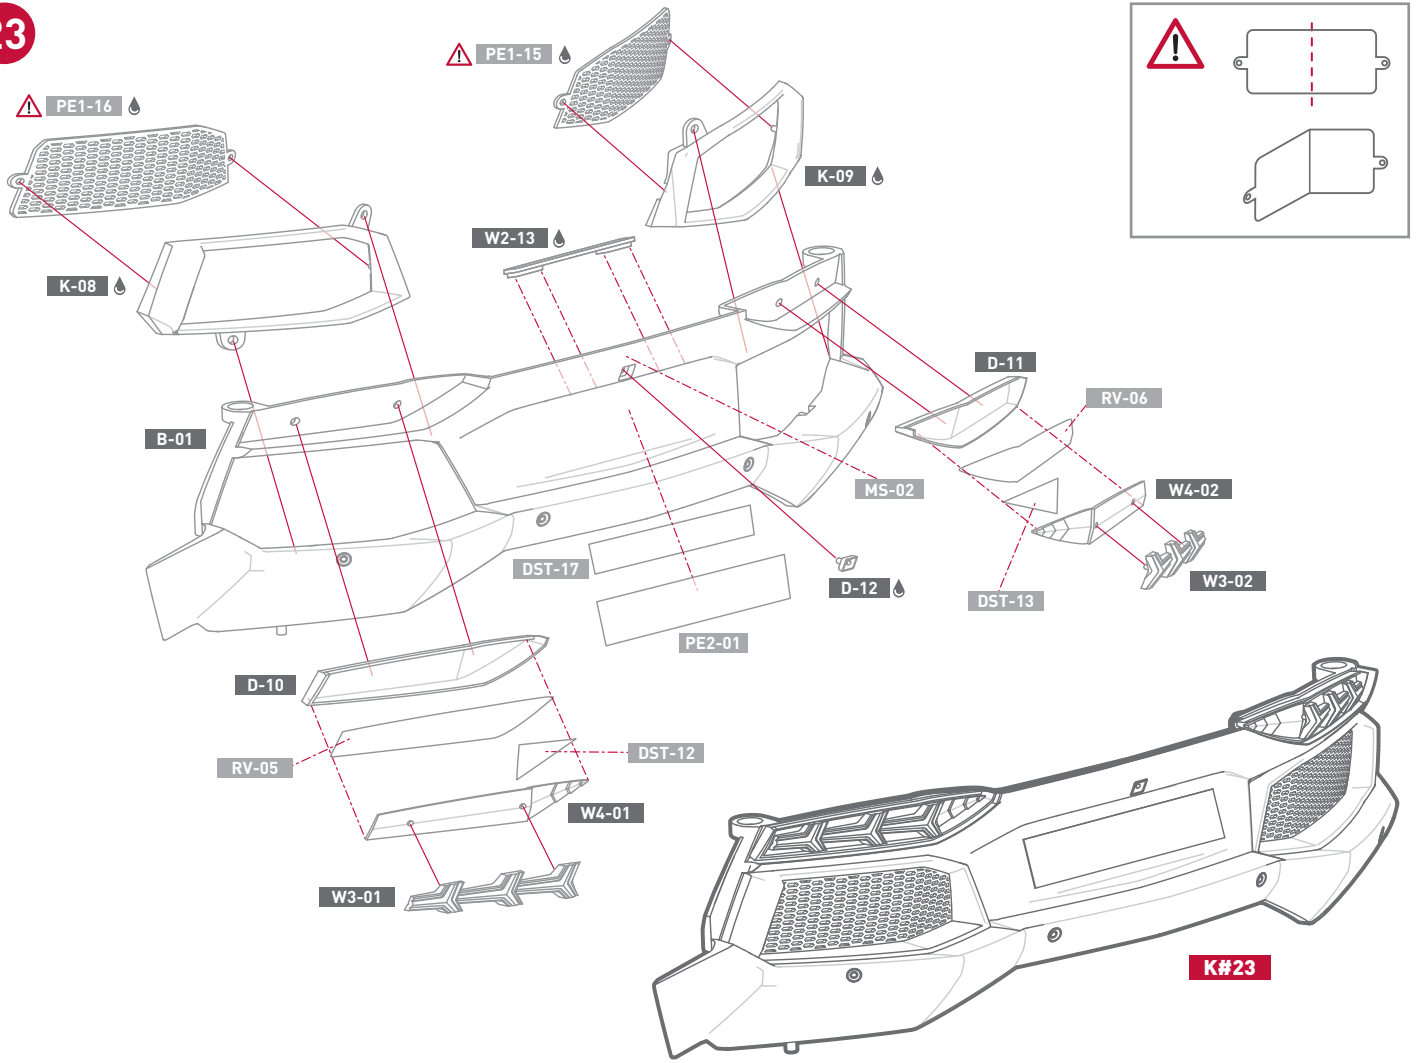 23
PE1-15
PE1-16
K-09
W2-13
K-08
D-11
RV-06
B-01
MS-02
W4-02
DST-17
D-12
W3-02
DST-13
PE2-01
D-10
RV-05
DST-12
W4-01
W3-01
K#23